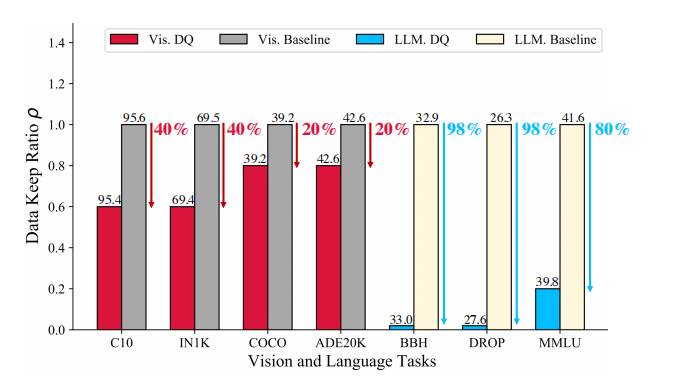 Vis. DQ Vis. Baseline LLM. DQ LLM. Baseline
Data Keep Ratio ρ
1.4
1.2
1.0
0.8
0.6
0.4
0.2
0.0
95.4 95.6 40%
69.4 69.5 40%
39.2 39.2 20%
42.6 42.6 20%
33.0 32.9 98%
27.6 26.3 98%
39.8 41.6 80%
C10 IN1K COCO ADE20K BBH DROP MMLU
Vision and Language Tasks